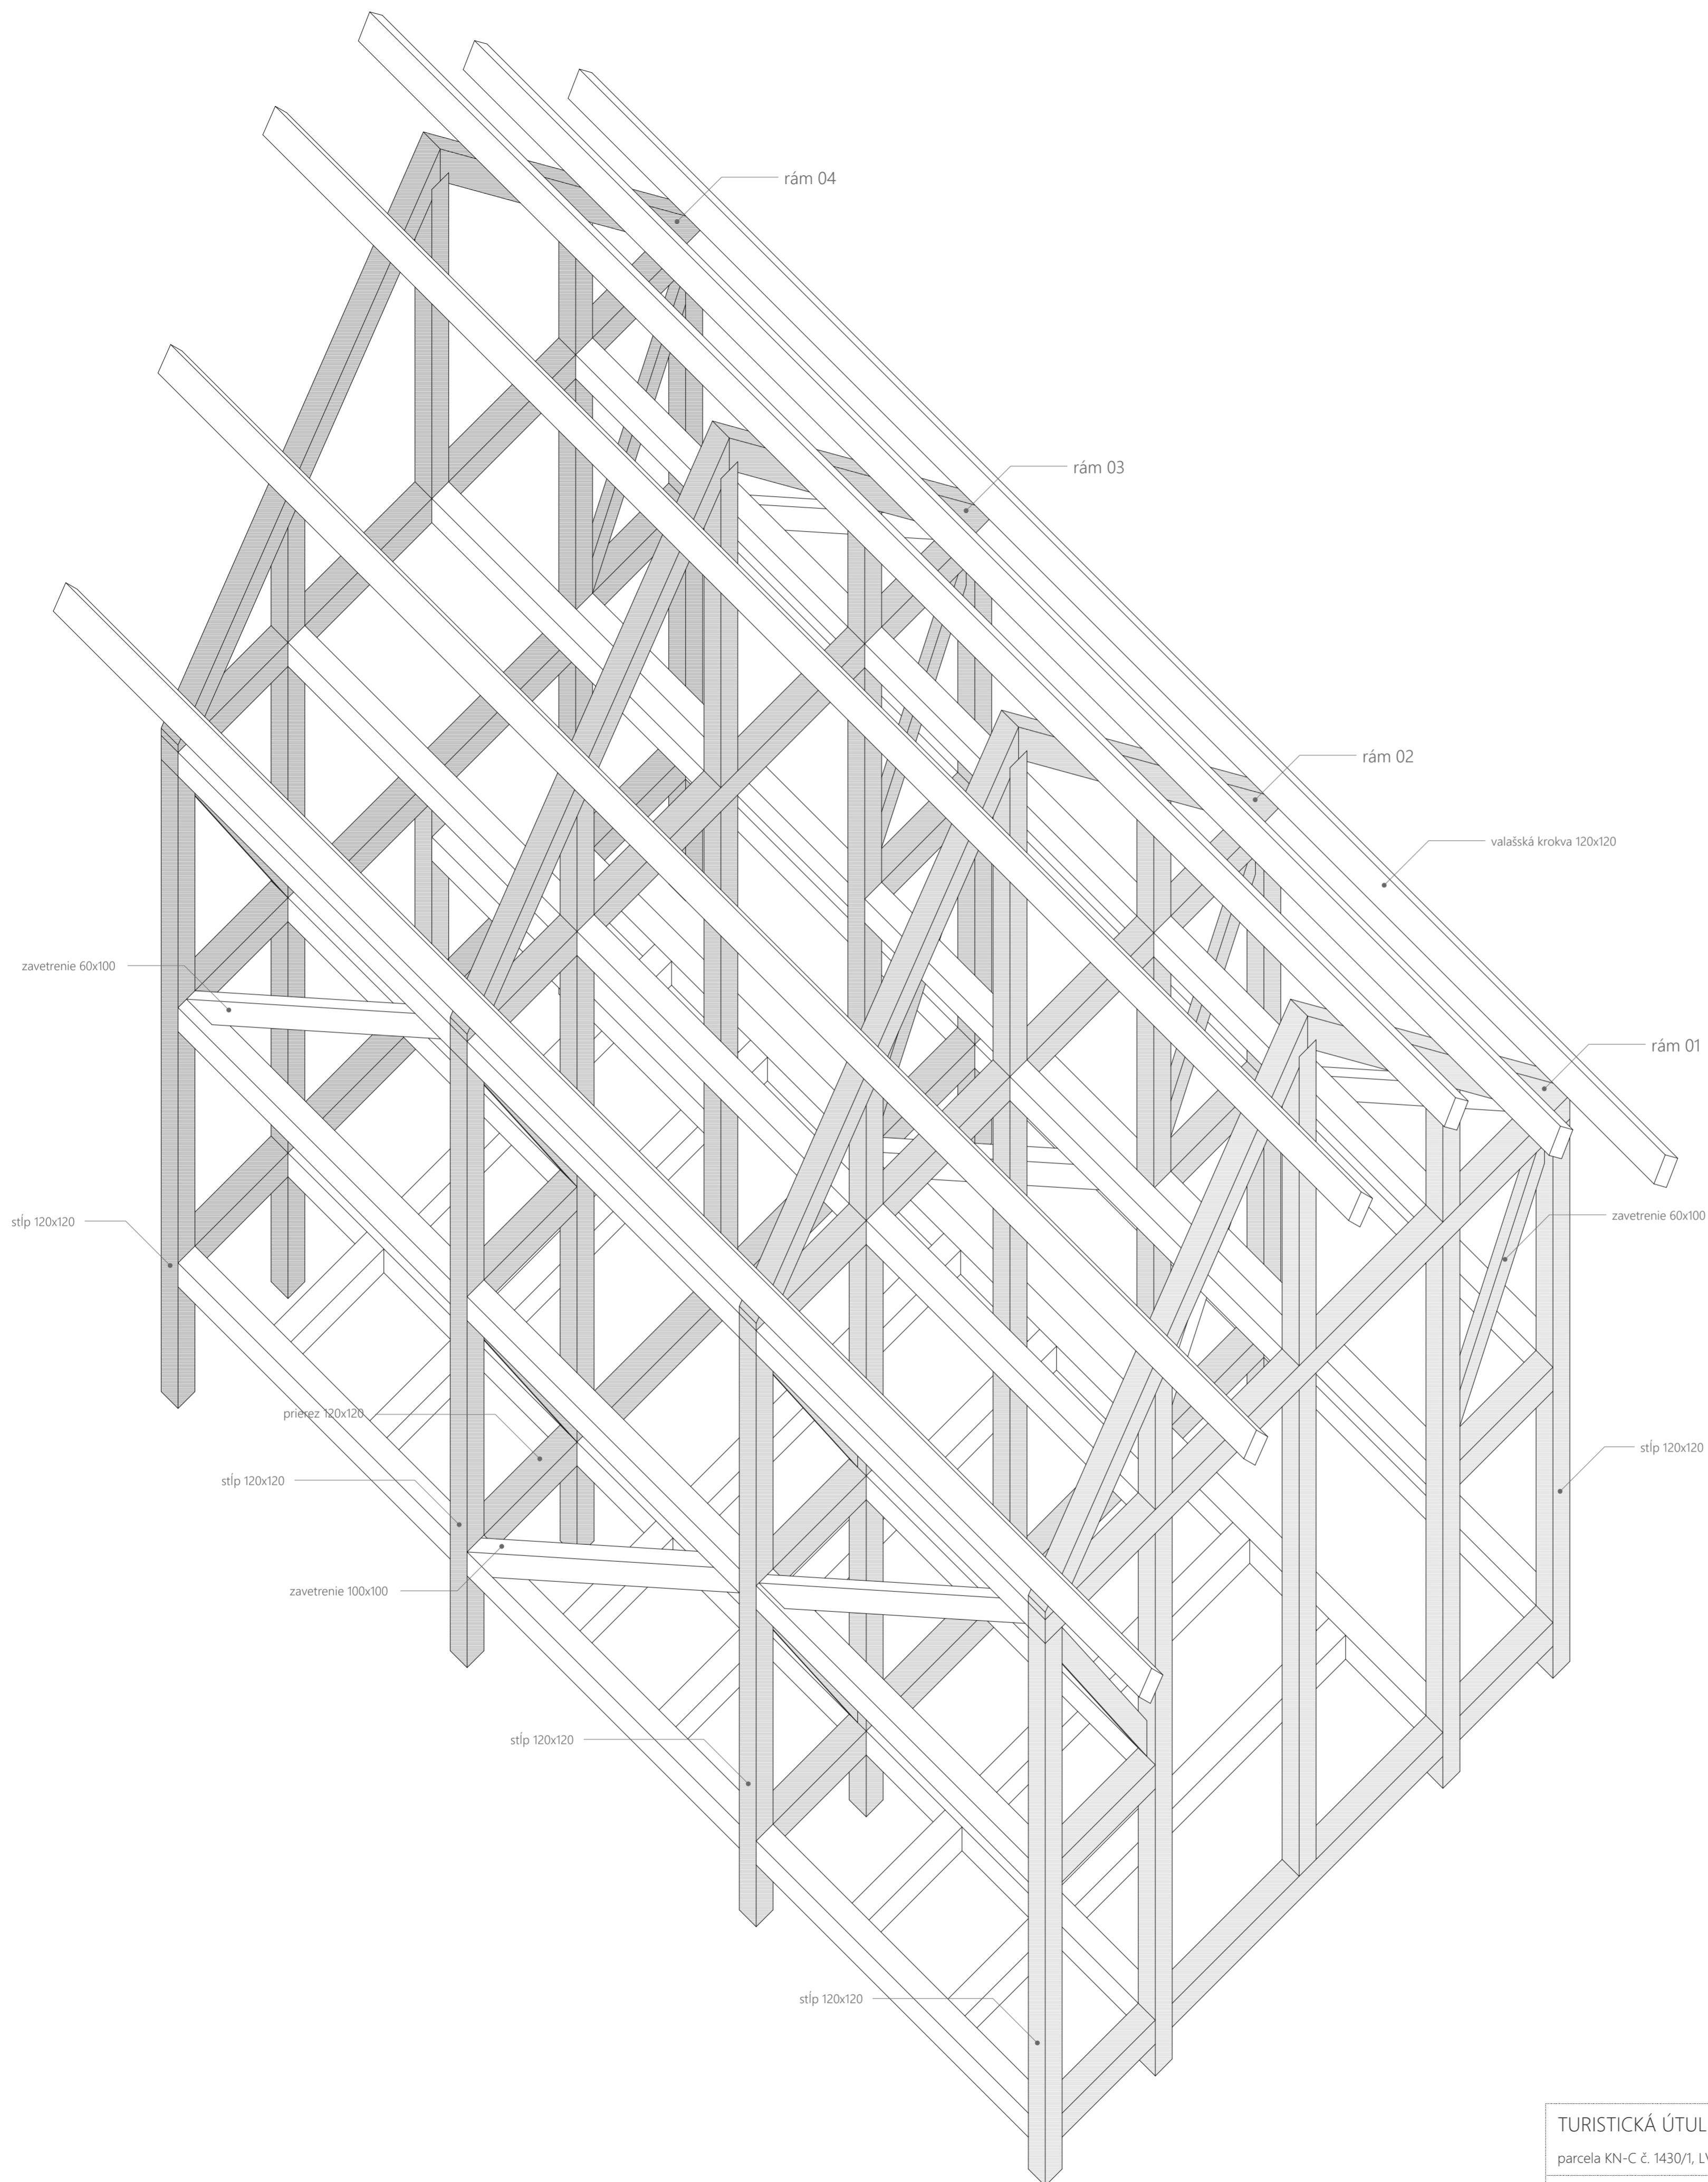 rám 04
rám 03
rám 02
valašská krokva 120x120
zavetrenie 60x100
rám 01
stĺp 120x120
zavetrenie 60x100
prierez 120x120
stĺp 120x120
stĺp 120x120
zavetrenie 100x100
stĺp 120x120
stĺp 120x120
TURISTICKÁ ÚTUL
parcela KN-C č. 1430/1, L